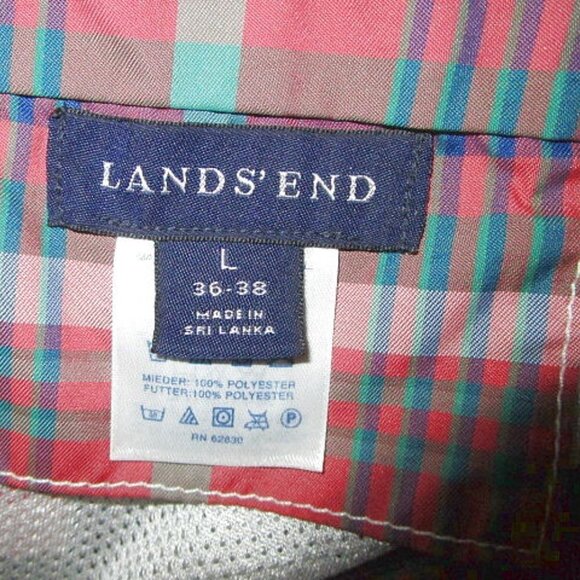 LANDS' END
L
36-38
MADE IN
SRI LANKA
MIEDER: 100% POLYESTER
FUTTER:100% POLYESTER
RN 62830